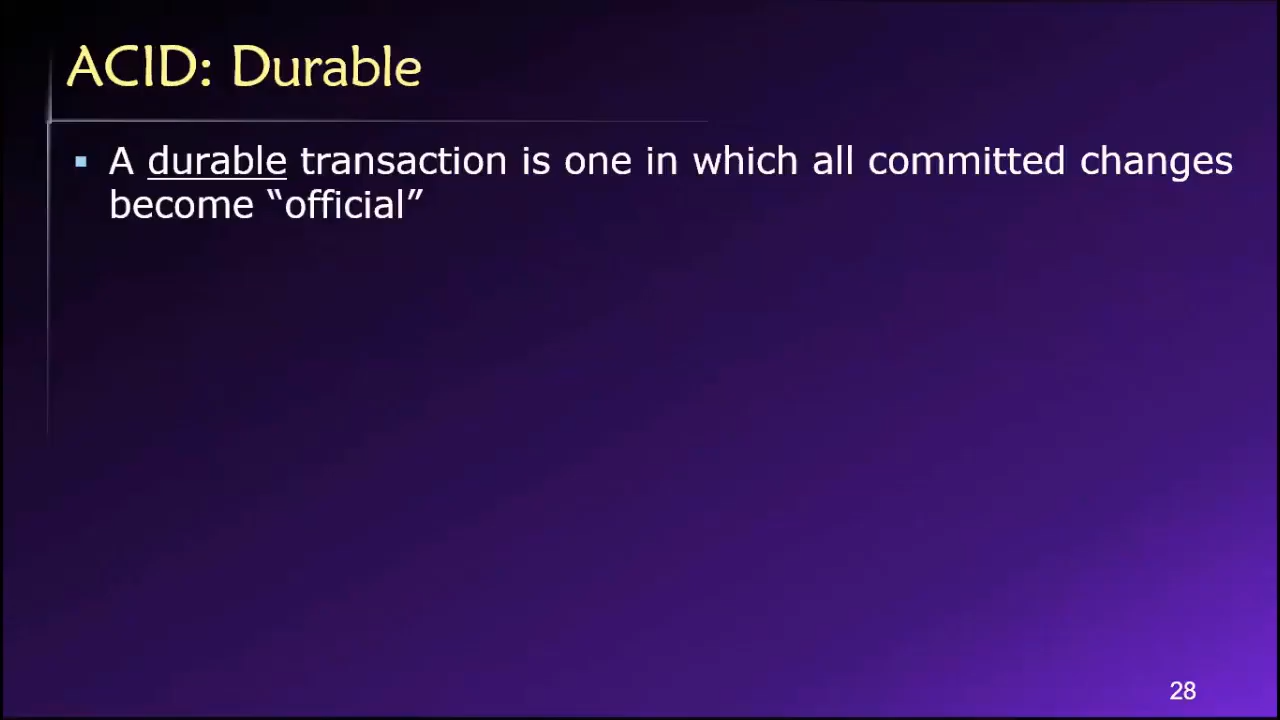 ACID: Durable
▪ A durable transaction is one in which all committed changes
become “official”
28